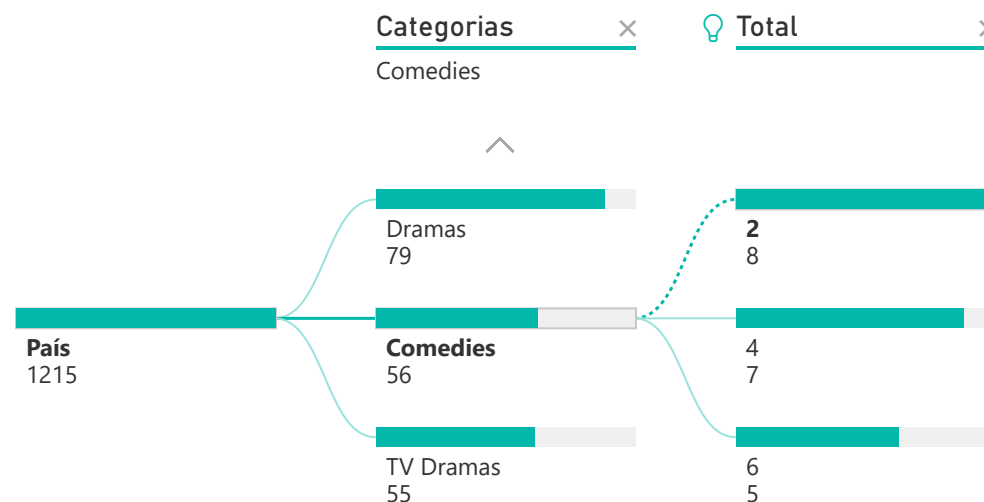 Categorias
Total
Comedies
Dramas
79
2
8
País
1215
Comedies
56
4
7
TV Dramas
55
6
5